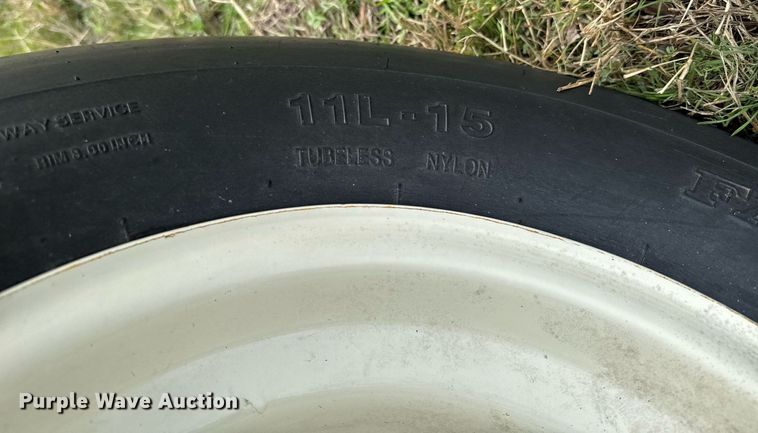 11L-15
WAY SERVICE
TUBELESS NYLON
RIM 8.00 INCH
Purple Wave Auction